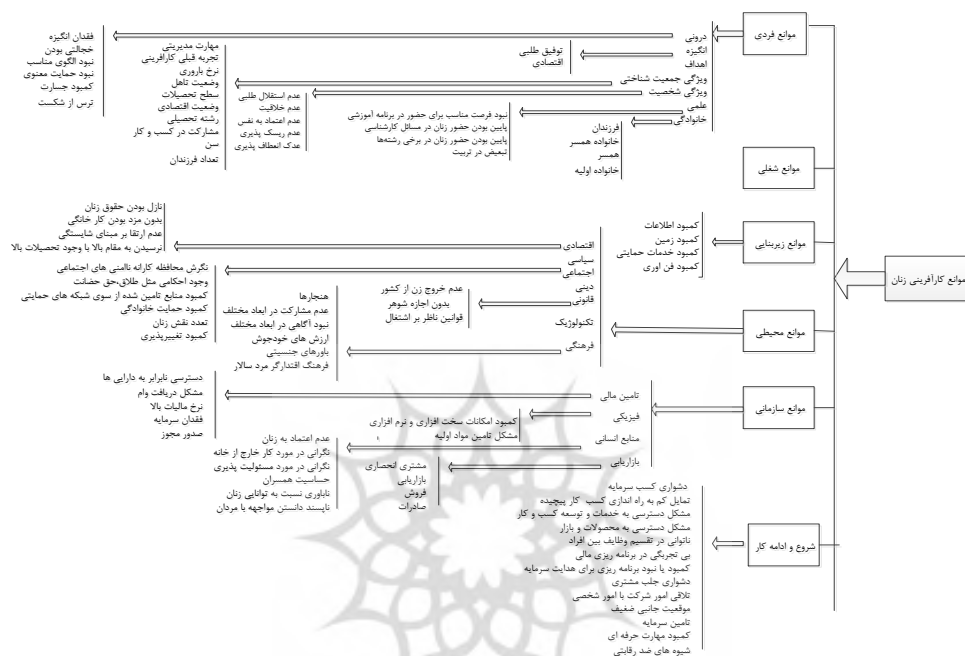 موانع کارآفرینی زنان
موانع فردی
درونی
انگیزه
اهداف
ویژگی جمعیت شناختی
ویژگی شخصیت
علمی
خانوادگی
فقدان انگیزه
خجالتی بودن
نبود الگوی مناسب
نبود حمایت معنوی
کمبود جسارت
ترس از شکست
توفیق طلبی
اقتصادی
مهارت مدیریتی
تجربه قبلی کارافرینی
نرخ باروری
وضعیت تاهل
سطح تحصیلات
وضعیت اقتصادی
رشته تحصیلی
مشارکت در کسب و کار
سن
تعداد فرزندان
عدم استقلال طلبی
عدم خلاقیت
عدم اعتماد به نفس
عدم ریسک پذیری
عدک انعطاف پذیری
نبود فرصت مناسب برای حضور در برنامه آموزشی
پایین بودن حضور زنان در مسائل کارشناسی
پایین بودن حضور زنان در برخی رشته‌ها
تبعیض در تربیت
فرزندان
خانواده همسر
همسر
خانواده اولیه
موانع شغلی
موانع زیربنایی
کمبود اطلاعات
کمبود زمین
کمبود خدمات حمایتی
کمبود فن اوری
موانع محیطی
اقتصادی
سیاسی
اجتماعی
دینی
قانونی
تکنولوژیک
فرهنگی
نازل بودن حقوق زنان
بدون مزد بودن کار خانگی
عدم ارتقا بر مبنای شایستگی
نرسیدن به مقام بالا با وجود تحصیلات بالا
نگرش محافظه کارانه ناامنی های اجتماعی
وجود احکامی مثل طلاق،حق حضانت
کمبود منابع تامین شده از سوی شبکه های حمایتی
کمبود حمایت خانوادگی
تعدد نقش زنان
کمبود تغییرپذیری
عدم خروج زن از کشور
بدون اجازه شوهر
قوانین ناظر بر اشتغال
هنجارها
عدم مشارکت در ابعاد مختلف
نبود آگاهی در ابعاد مختلف
ارزش های خودجوش
باورهای جنسیتی
فرهنگ اقتدارگر مرد سالار
موانع سازمانی
تامین مالی
فیزیکی
منابع انسانی
بازاریابی
دسترسی نابرابر به دارایی ها
مشکل دریافت وام
نرخ مالیات بالا
فقدان سرمایه
صدور مجوز
کمبود امکانات سخت افزاری و نرم افزاری
مشکل تامین مواد اولیه
عدم اعتماد به زنان
نگرانی در مورد کار خارج از خانه
نگرانی در مورد مسئولیت پذیری
حساسیت همسران
ناباوری نسبت به توانایی زنان
ناپسند دانستن مواجهه با مردان
مشتری انحصاری
بازاریابی
فروش
صادرات
شروع و ادامه کار
دشواری کسب سرمایه
تمایل کم به راه اندازی کسب کار پیچیده
مشکل دسترسی به خدمات و توسعه کسب و کار
مشکل دسترسی به محصولات و بازار
ناتوانی در تقسیم وظایف بین افراد
بی تجربگی در برنامه ریزی مالی
کمبود یا نبود برنامه ریزی برای هدایت سرمایه
دشواری جلب مشتری
تلاقی امور شرکت با امور شخصی
موقعیت جانبی ضعیف
تامین سرمایه
کمبود مهارت حرفه ای
شیوه های ضد رقابتی